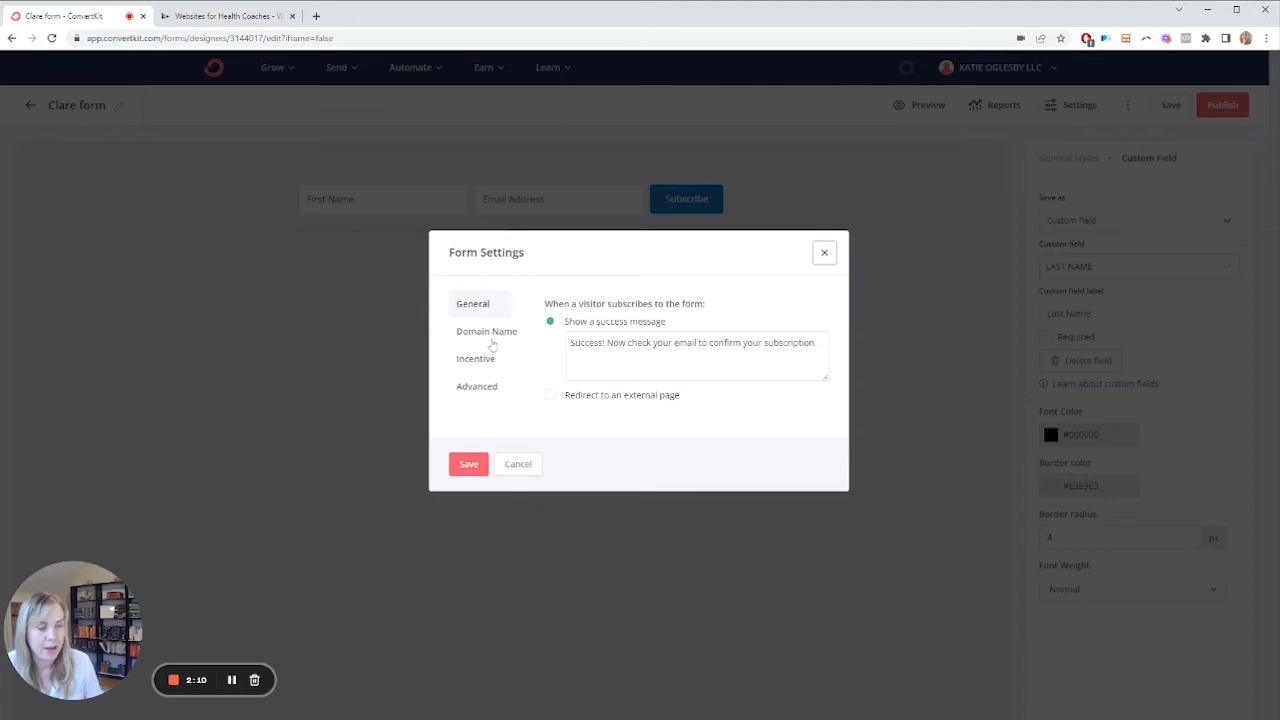 Clare form - ConvertKit
k+ Websites for Health Coaches - W
app.convertkit.com/forms/designers/3144017/edit?iframe=false
Grow Send Automate Earn Learn KATIE OGLESBY LLC
Clare form Preview Reports Settings Save Publish
General Styles > Custom Field
Save as
Custom Field
Custom field
LAST NAME
Custom field label
Last Name
Required
Delete field
Learn about custom fields
Font Color
#000000
Border color
#E3E3E3
Border radius
4 px
Font Weight
Normal
First Name Email Address Subscribe
Form Settings
General
Domain Name
Incentive
Advanced
When a visitor subscribes to the form:
Show a success message
Success! Now check your email to confirm your subscription.
Redirect to an external page
Save Cancel
2:10